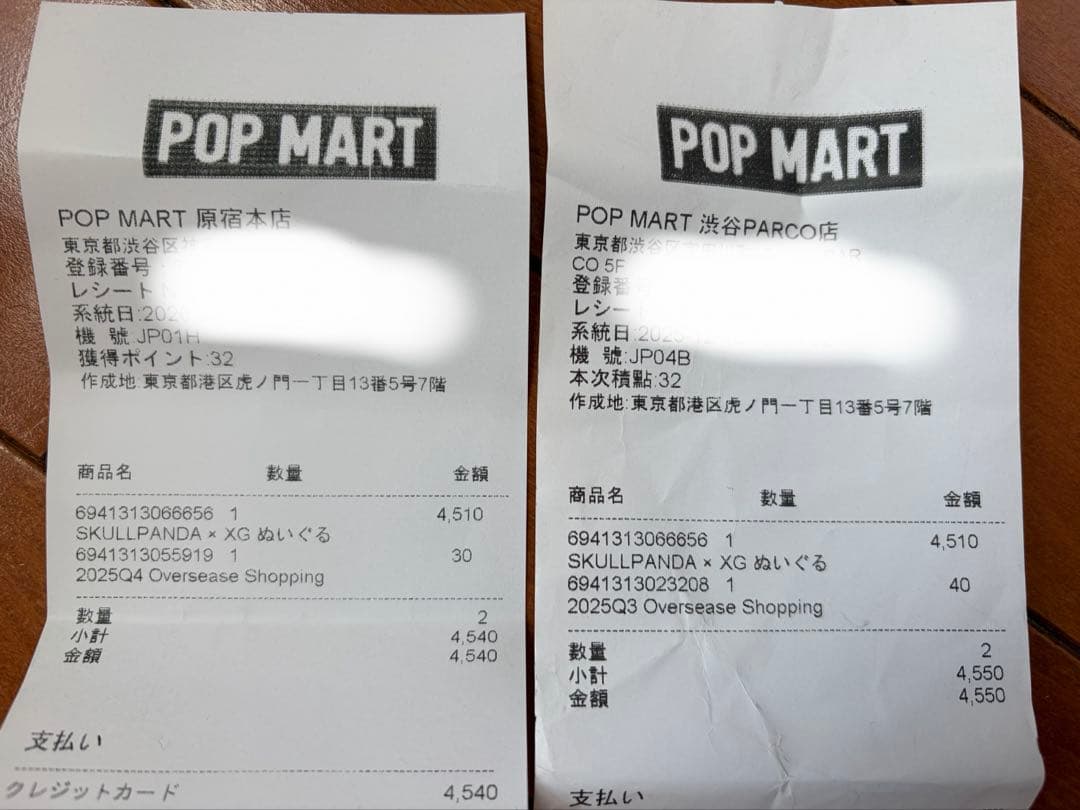 POP MART
POP MART 原宿本店
東京都渋谷区
登録番号
レシート
系統日:202
機 號:JP01H
獲得ポイント:32
作成地:東京都港区虎ノ門一丁目13番5号7階
商品名 数量 金額
6941313066656 1 4,510
SKULLPANDA × XG ぬいぐる
6941313055919 1 30
2025Q4 Oversease Shopping
数量 2
小計 4,540
金額 4,540
支払い
クレジットカード 4,540
POP MART
POP MART 渋谷PARCO店
東京都渋谷区
CO 5F
登録番号
レシー
系統日:2025-12
機 號:JP04B
本次積點:32
作成地:東京都港区虎ノ門一丁目13番5号7階
商品名 数量 金額
6941313066656 1 4,510
SKULLPANDA × XG ぬいぐる
6941313023208 1 40
2025Q3 Oversease Shopping
数量 2
小計 4,550
金額 4,550
支払い